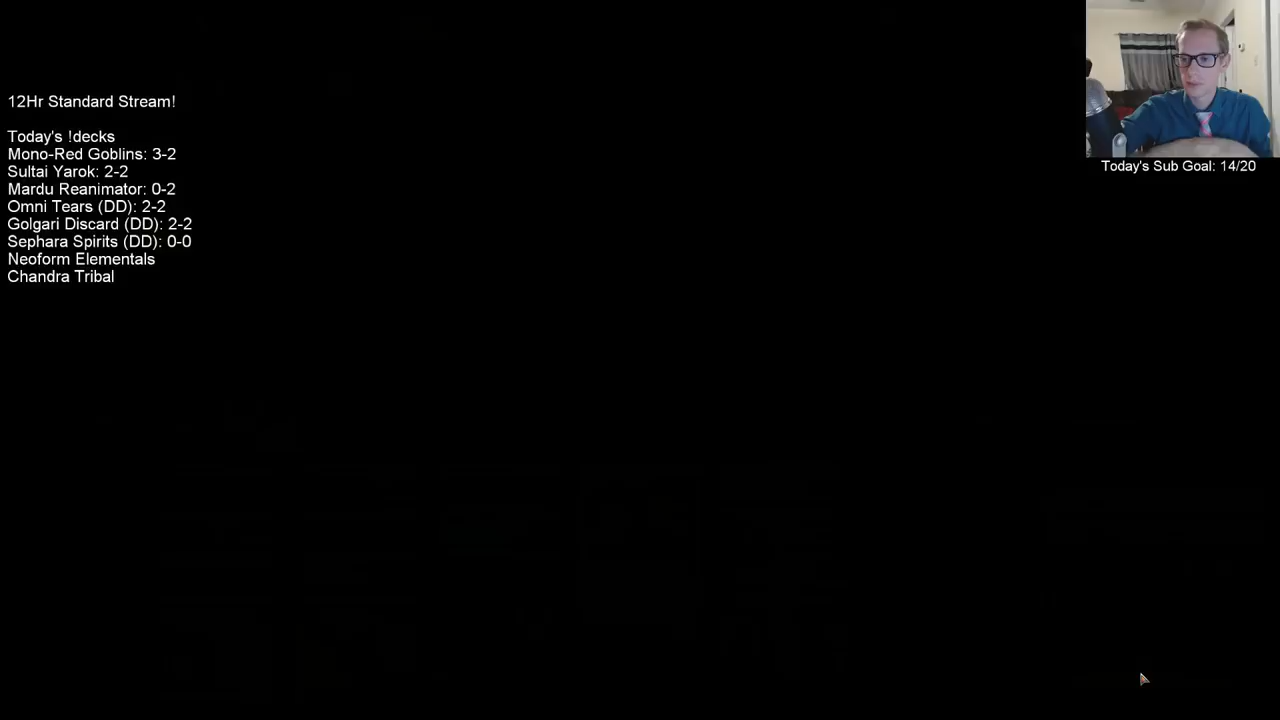 12Hr Standard Stream!
Today's !decks
Mono-Red Goblins: 3-2
Sultai Yarok: 2-2
Mardu Reanimator: 0-2
Omni Tears (DD): 2-2
Golgari Discard (DD): 2-2
Sephara Spirits (DD): 0-0
Neoform Elementals
Chandra Tribal
Today's Sub Goal: 14/20